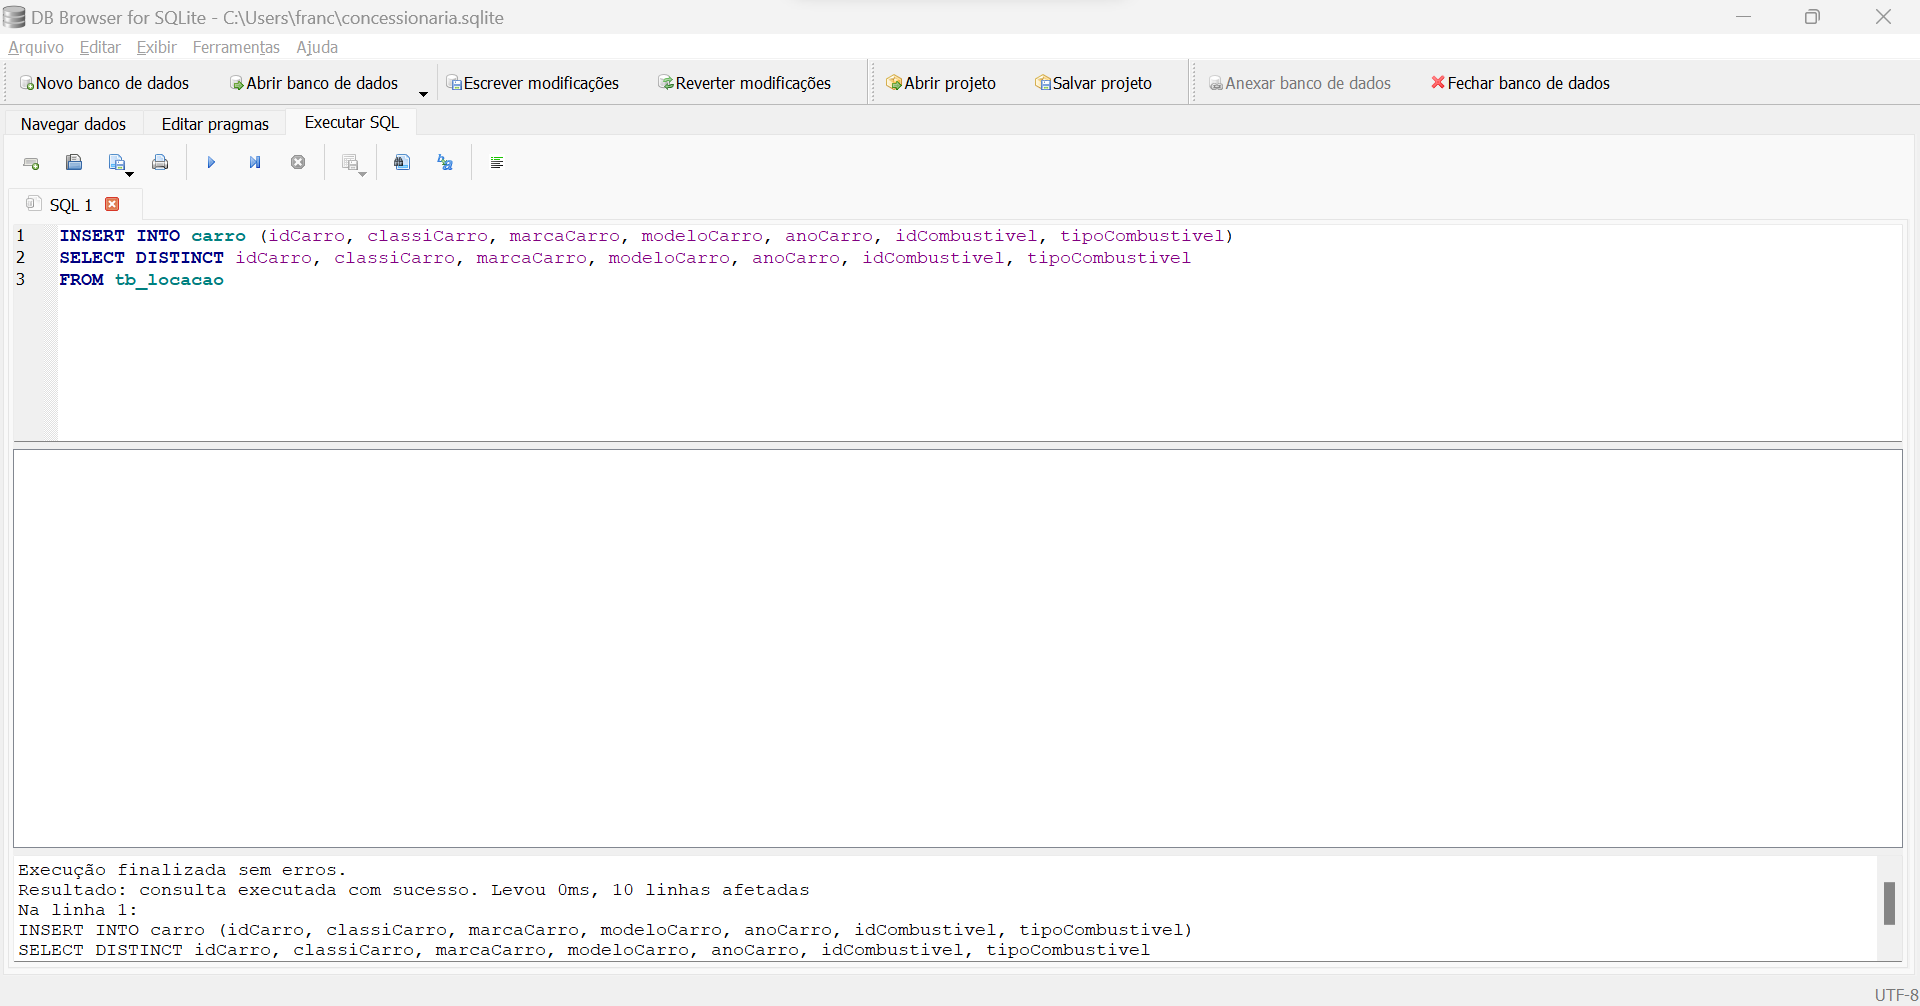 DB Browser for SQLite - C:\Users\franc\concessionaria.sqlite
Arquivo Editar Exibir Ferramentas Ajuda
Novo banco de dados Abrir banco de dados Escrever modificações Reverter modificações Abrir projeto Salvar projeto Anexar banco de dados Fechar banco de dados
Navegar dados Editar pragmas Executar SQL
SQL 1
1 INSERT INTO carro (idCarro, classiCarro, marcaCarro, modeloCarro, anoCarro, idCombustivel, tipoCombustivel)
2 SELECT DISTINCT idCarro, classiCarro, marcaCarro, modeloCarro, anoCarro, idCombustivel, tipoCombustivel
3 FROM tb_locacao
Execução finalizada sem erros.
Resultado: consulta executada com sucesso. Levou 0ms, 10 linhas afetadas
Na linha 1:
INSERT INTO carro (idCarro, classiCarro, marcaCarro, modeloCarro, anoCarro, idCombustivel, tipoCombustivel)
SELECT DISTINCT idCarro, classiCarro, marcaCarro, modeloCarro, anoCarro, idCombustivel, tipoCombustivel
UTF-8